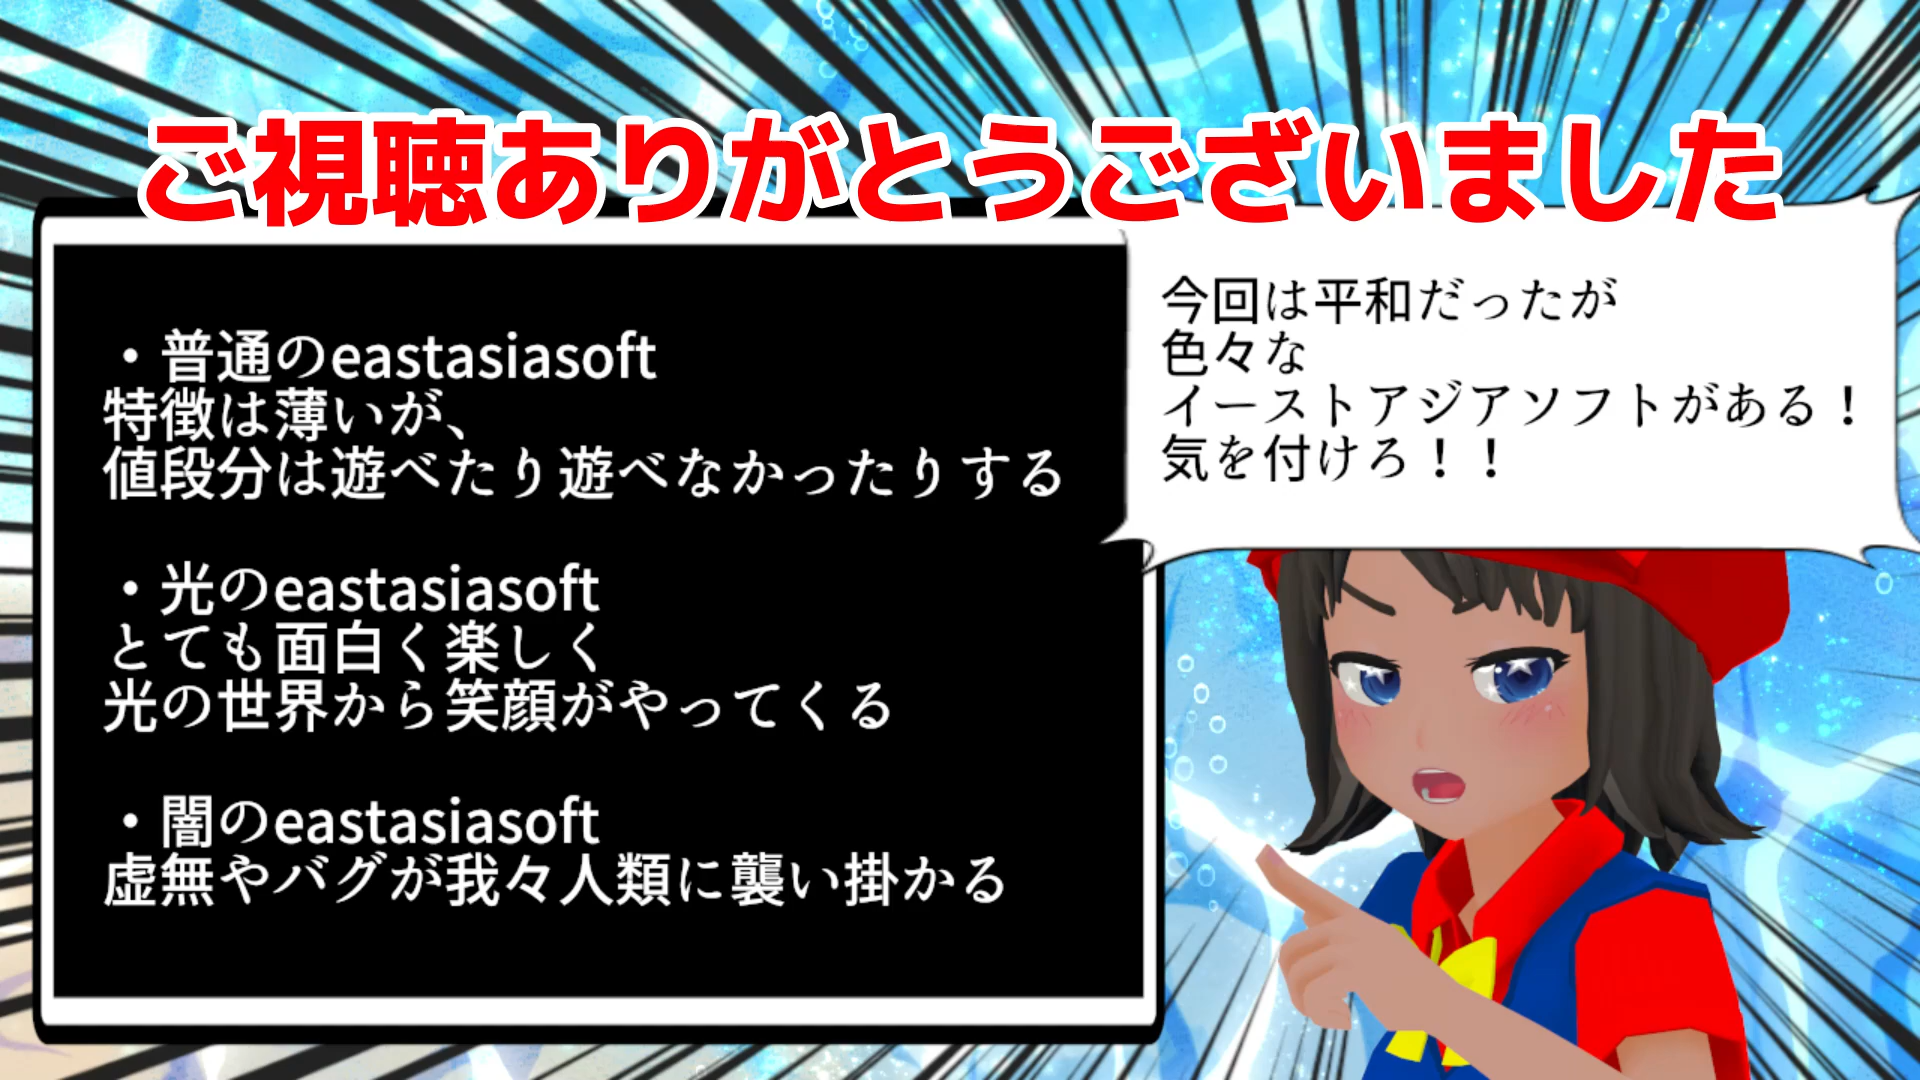 ご視聴ありがとうございました
・普通のeastasiasoft
特徴は薄いが、
値段分は遊べたり遊べなかったりする
・光のeastasiasoft
とても面白く楽しく
光の世界から笑顔がやってくる
・闇のeastasiasoft
虚無やバグが我々人類に襲い掛かる
今回は平和だったが
色々な
イーストアジアソフトがある！
気を付けろ！！